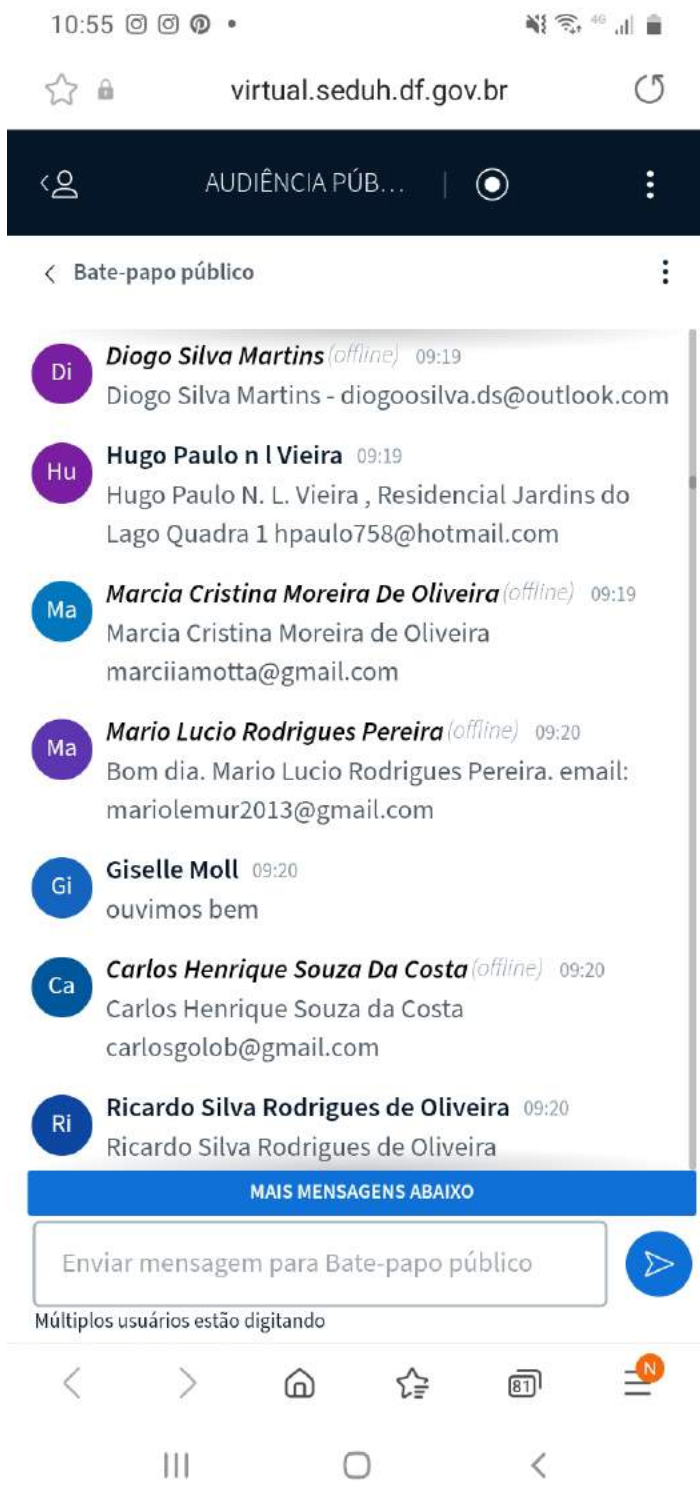 10:55
4G
virtual.seduh.df.gov.br
AUDIÊNCIA PÚB...
Bate-papo público
Di
Diogo Silva Martins (offline) 09:19
Diogo Silva Martins - diogoosilva.ds@outlook.com
Hu
Hugo Paulo n l Vieira 09:19
Hugo Paulo N. L. Vieira , Residencial Jardins do
Lago Quadra 1 hpaulo758@hotmail.com
Ma
Marcia Cristina Moreira De Oliveira (offline) 09:19
Marcia Cristina Moreira de Oliveira
marciiamotta@gmail.com
Ma
Mario Lucio Rodrigues Pereira (offline) 09:20
Bom dia. Mario Lucio Rodrigues Pereira. email:
mariolemur2013@gmail.com
Gi
Giselle Moll 09:20
ouvimos bem
Ca
Carlos Henrique Souza Da Costa (offline) 09:20
Carlos Henrique Souza da Costa
carlosgolob@gmail.com
Ri
Ricardo Silva Rodrigues de Oliveira 09:20
Ricardo Silva Rodrigues de Oliveira
MAIS MENSAGENS ABAIXO
Enviar mensagem para Bate-papo público
Múltiplos usuários estão digitando
81
N